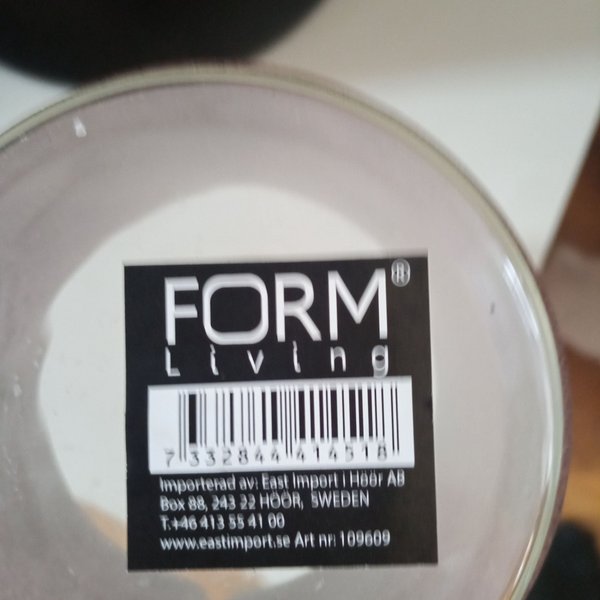 FORM®
Living
7 332844 414518
Importerad av: East Import i Höör AB
Box 88, 243 22 HÖÖR, SWEDEN
T.+46 413 55 41 00
www.eastimport.se Art nr: 109609